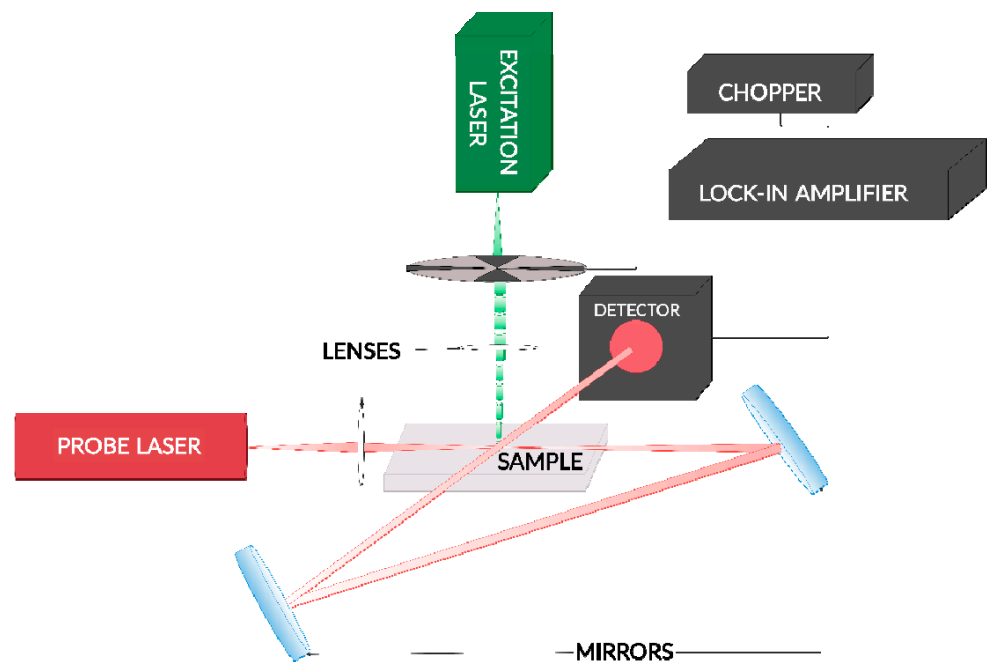 EXCITATION
LASER
CHOPPER
LOCK-IN AMPLIFIER
DETECTOR
LENSES
PROBE LASER
SAMPLE
MIRRORS